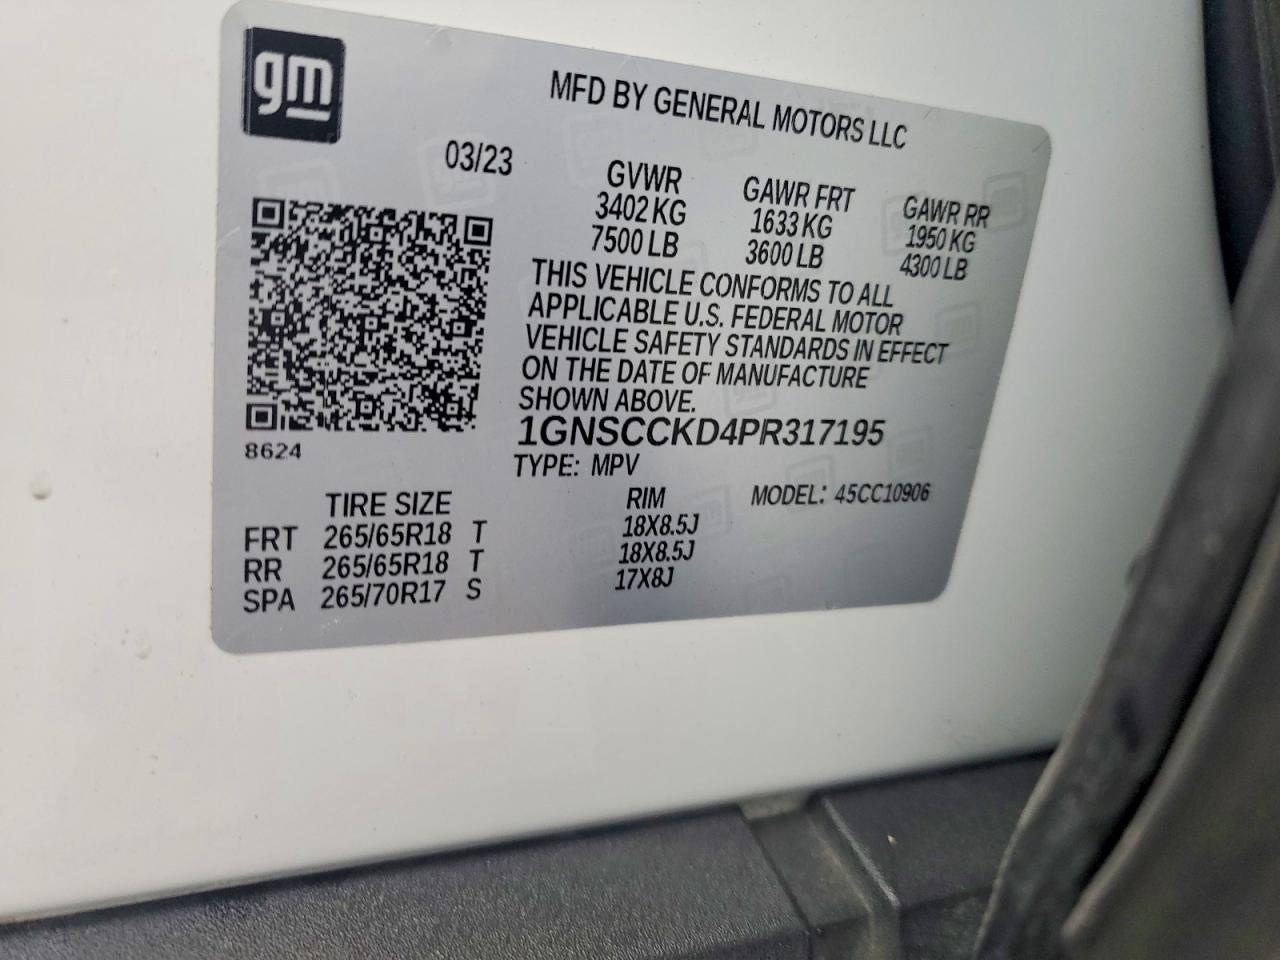 gm
MFD BY GENERAL MOTORS LLC
03/23
GVWR GAWR FRT GAWR RR
3402 KG 1633 KG 1950 KG
7500 LB 3600 LB 4300 LB
THIS VEHICLE CONFORMS TO ALL
APPLICABLE U.S. FEDERAL MOTOR
VEHICLE SAFETY STANDARDS IN EFFECT
ON THE DATE OF MANUFACTURE
SHOWN ABOVE.
1GNSCCKD4PR317195
8624
TYPE: MPV
MODEL: 45CC10906
TIRE SIZE RIM
FRT 265/65R18 T 18X8.5J
RR 265/65R18 T 18X8.5J
SPA 265/70R17 S 17X8J